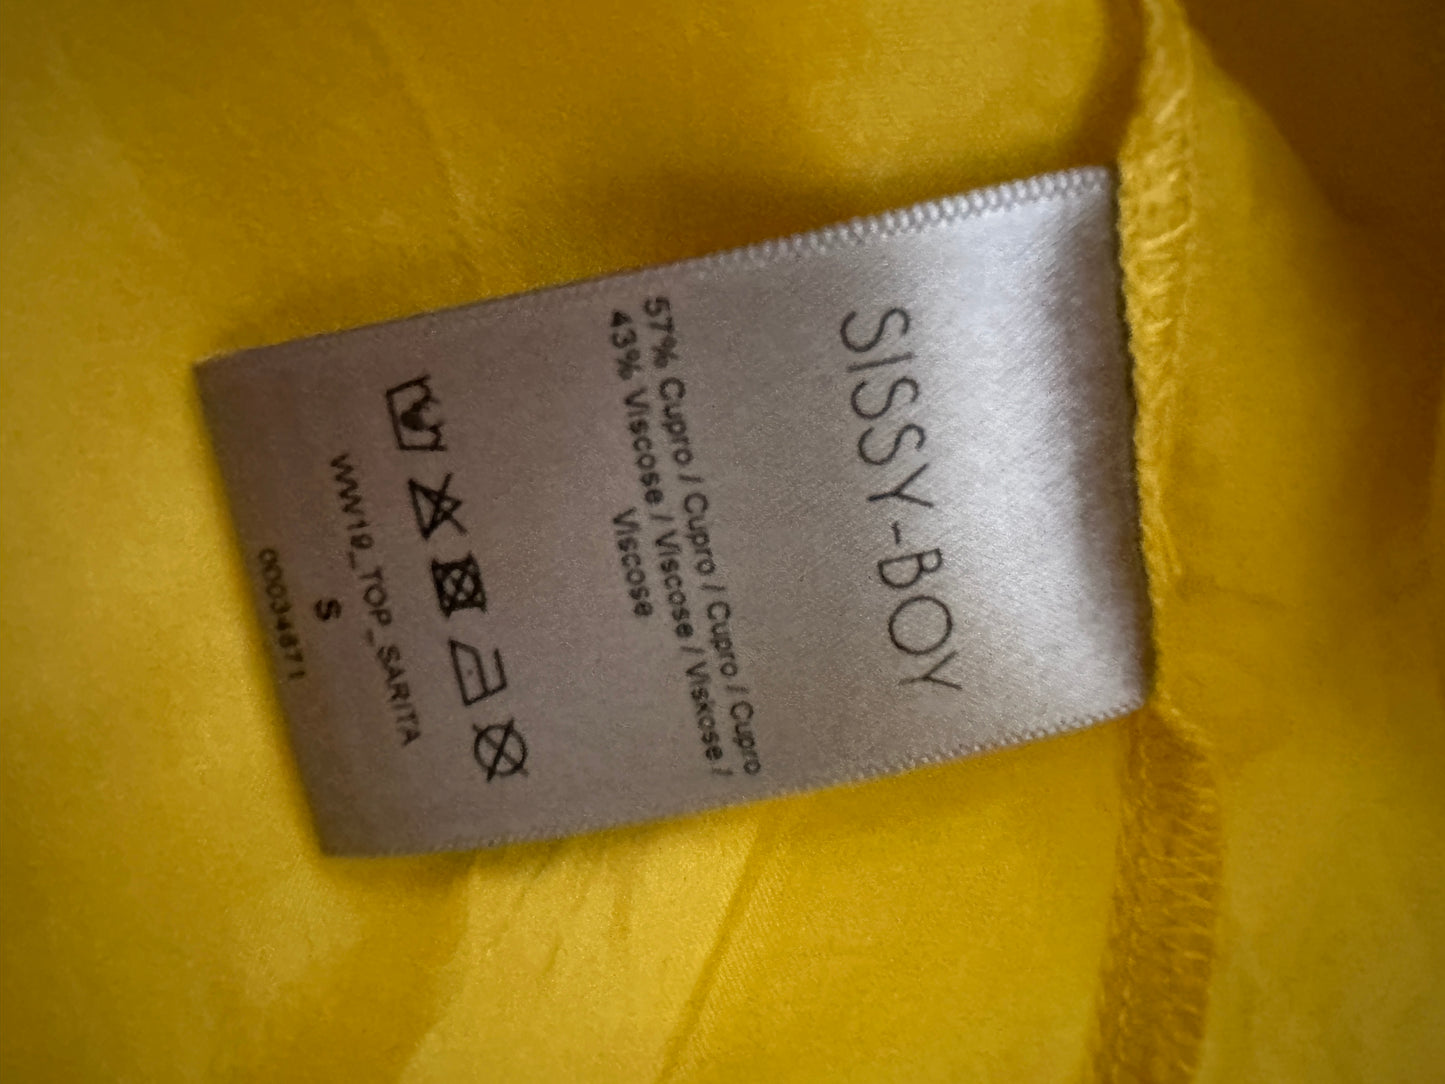 SISSY-BOY
57% Cupro / Cupro / Cupro / Cupro
43% Viscose / Viscose / Viskose /
Viscose
WW19_TOP_SARITA
S